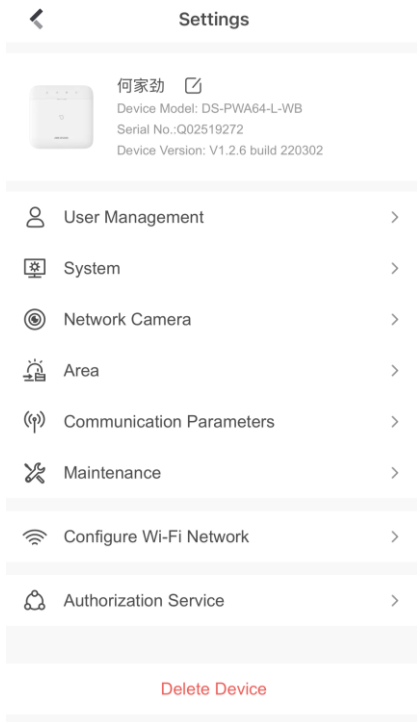 Settings
何家劲
Device Model: DS-PWA64-L-WB
Serial No.:Q02519272
Device Version: V1.2.6 build 220302
User Management
System
Network Camera
Area
Communication Parameters
Maintenance
Configure Wi-Fi Network
Authorization Service
Delete Device